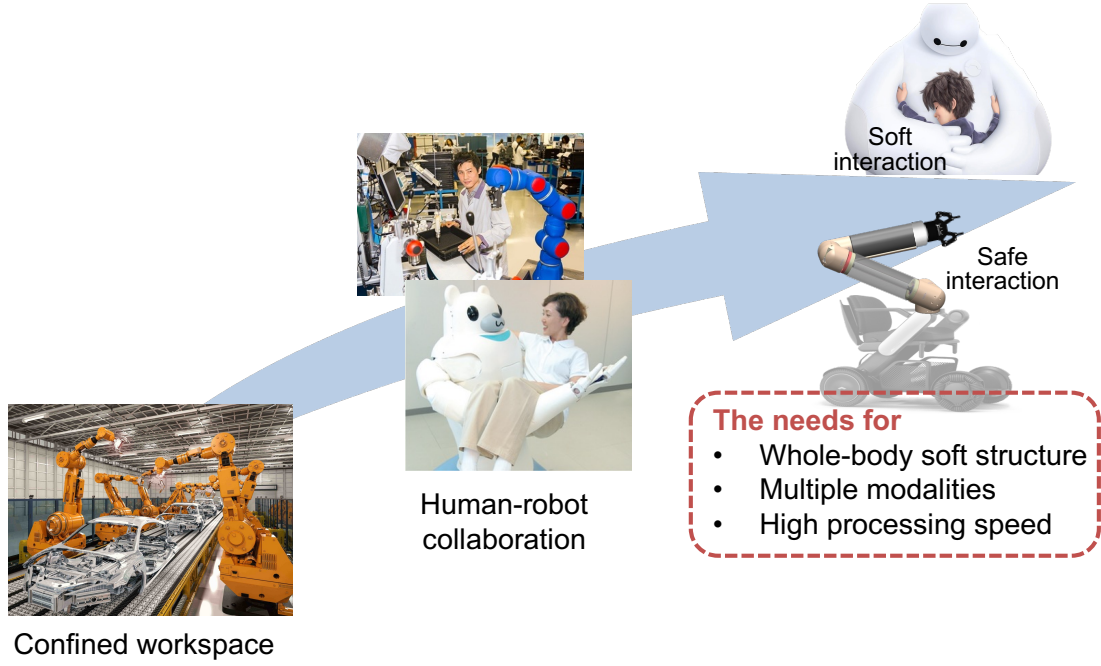 Soft
interaction
Safe
interaction
The needs for
• Whole-body soft structure
• Multiple modalities
• High processing speed
Human-robot
collaboration
Confined workspace